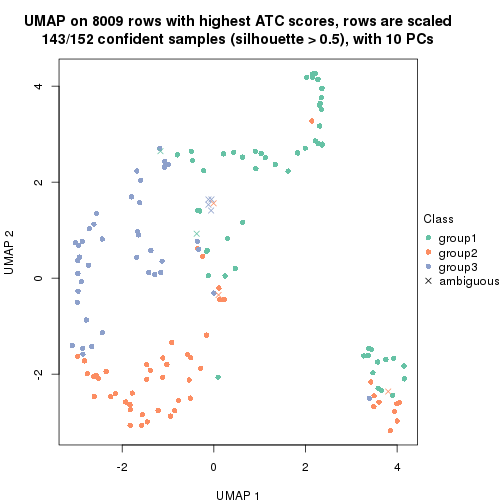 UMAP on 8009 rows with highest ATC scores, rows are scaled
143/152 confident samples (silhouette > 0.5), with 10 PCs
4
2
0
-2
UMAP 2
-2
0
2
4
UMAP 1
Class
group1
group2
group3
ambiguous